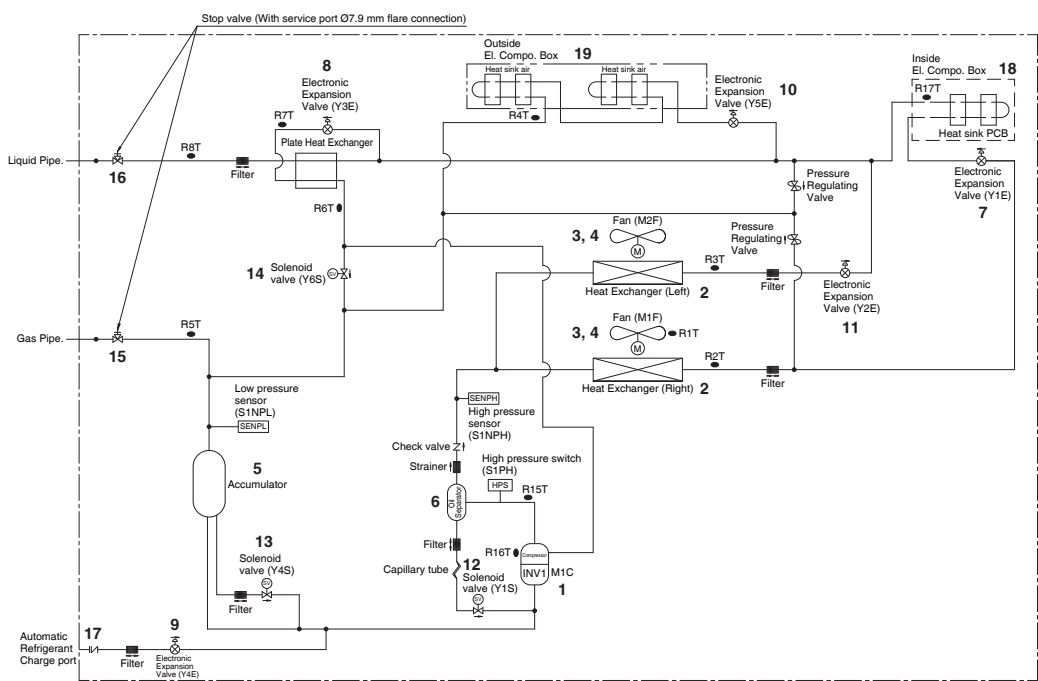 Stop valve (With service port Ø7.9 mm flare connection)
Outside
El. Compo. Box
19
Heat sink air
Heat sink air
R4T
Electronic
Expansion
Valve (Y5E)
10
Inside
El. Compo. Box
18
R17T
Heat sink PCB
8
Electronic
Expansion
Valve (Y3E)
R7T
Plate Heat Exchanger
Liquid Pipe.
R8T
16
Filter
R6T
Pressure
Regulating
Valve
Electronic
Expansion
Valve (Y1E)
7
Pressure
Regulating
Valve
3, 4
Fan (M2F)
M
R3T
14
Solenoid
valve (Y6S)
SV
Heat Exchanger (Left)
2
Filter
Electronic
Expansion
Valve (Y2E)
11
Gas Pipe.
R5T
15
3, 4
Fan (M1F)
R1T
M
R2T
Heat Exchanger (Right)
2
Filter
Low pressure
sensor
(S1NPL)
SENPL
SENPH
High pressure
sensor
(S1NPH)
Check valve
Strainer
High pressure switch
(S1PH)
HPS
R15T
5
Accumulator
6
Oil
Separator
Filter
R16T
Compressor
INV1
M1C
1
Capillary tube
12
Solenoid
valve (Y1S)
SV
13
Solenoid
valve (Y4S)
SV
Filter
Automatic
Refrigerant
Charge port
17
Filter
9
Electronic
Expansion
Valve (Y4E)